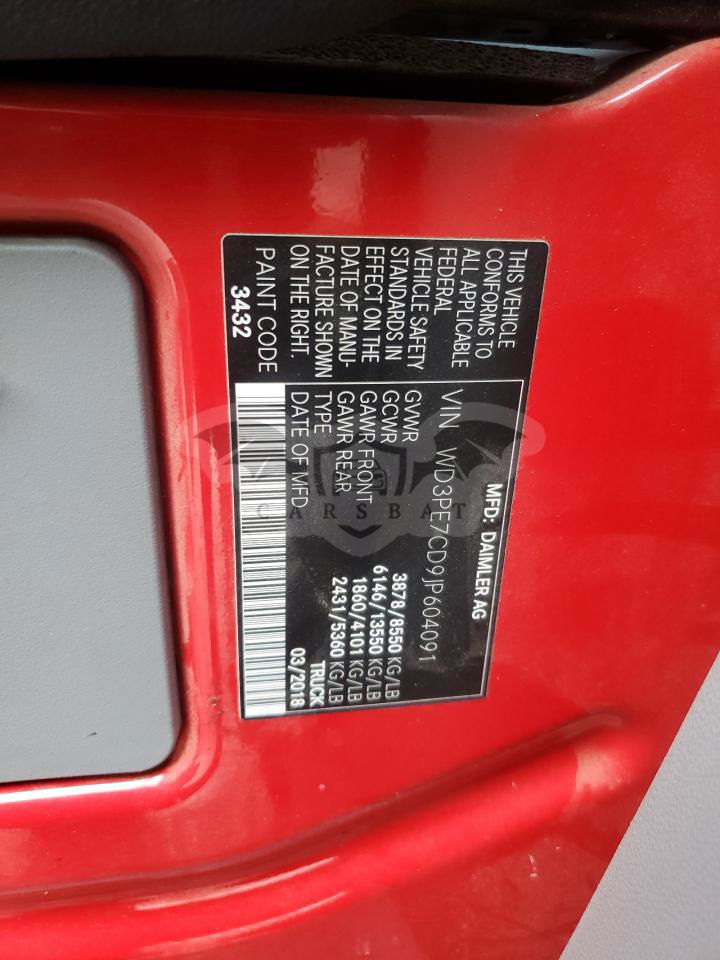 MFD: DAIMLER AG
VIN WD3PE7CD9JP604091
GVWR 3878/8550 KG/LB
GCWR 6146/13550 KG/LB
GAWR FRONT 1860/4101 KG/LB
GAWR REAR 2431/5360 KG/LB
TYPE TRUCK
DATE OF MFD 03/2018
THIS VEHICLE
CONFORMS TO
ALL APPLICABLE
FEDERAL
VEHICLE SAFETY
STANDARDS IN
EFFECT ON THE
DATE OF MANU-
FACTURE SHOWN
ON THE RIGHT.
PAINT CODE
3432
CARSBAT